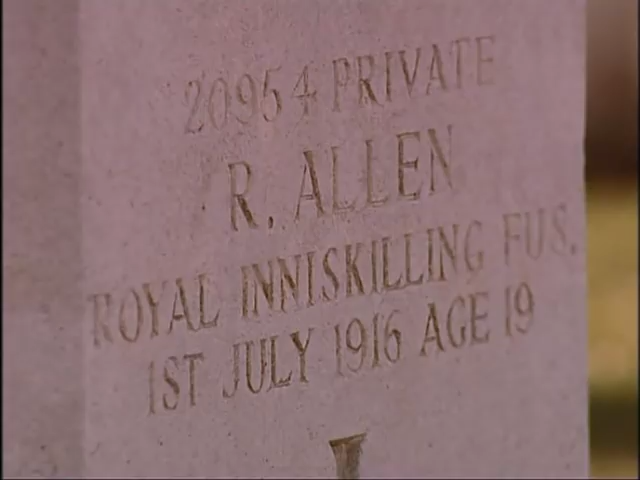 20954 PRIVATE
R. ALLEN
ROYAL INNISKILLING FUS.
1ST JULY 1916 AGE 19